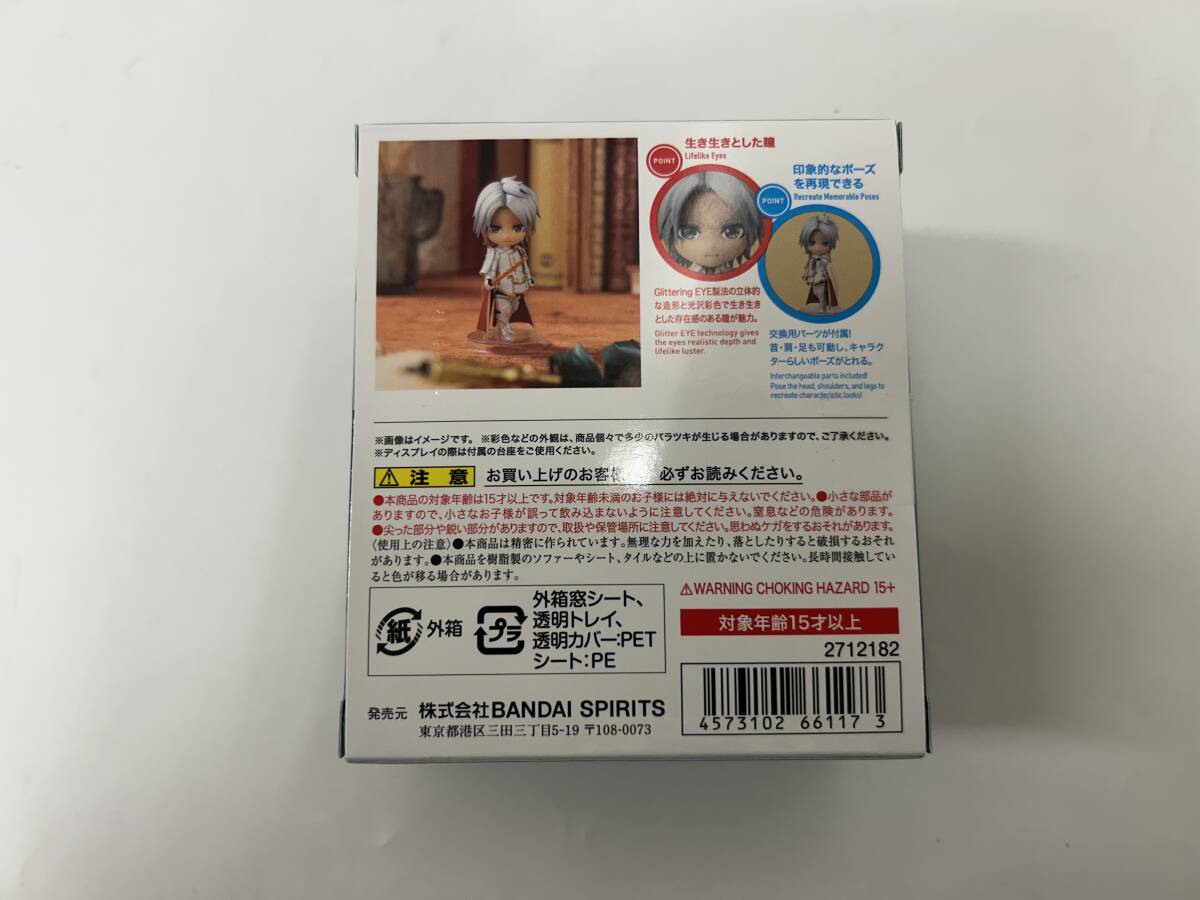 POINT
生き生きとした瞳
Lifelike Eyes
POINT
印象的なポーズ
を再現できる
Recreate Memorable Poses
Glittering EYE製法の立体的
な造形と光沢彩色で生き生き
とした存在感のある瞳が魅力。
Glitter EYE technology gives
the eyes realistic depth and
lifelike luster.
交換用パーツが付属!
首・肩・足も可動し、キャラク
ターらしいポーズがとれる。
Interchangeable parts included!
Pose the head, shoulders, and legs to
recreate characteristic looks!
※画像はイメージです。 ※彩色などの外観は、商品個々で多少のバラツキが生じる場合がありますので、ご了承ください。
※ディスプレイの際は付属の台座をご使用ください。
注 意 お買い上げのお客様 必ずお読みください。
●本商品の対象年齢は15才以上です。対象年齢未満のお子様には絶対に与えないでください。●小さな部品が
ありますので、小さなお子様が誤って飲み込まないように注意してください。窒息などの危険があります。
●尖った部分や鋭い部分がありますので、取扱や保管場所に注意してください。思わぬケガをするおそれがあります。
〈使用上の注意〉●本商品は精密に作られています。無理な力を加えたり、落としたりすると破損するおそれ
があります。●本商品を樹脂製のソファーやシート、タイルなどの上に置かないでください。長時間接触してい
ると色が移る場合があります。
紙 外箱
プラ
外箱窓シート、
透明トレイ、
透明カバー:PET
シート:PE
⚠WARNING CHOKING HAZARD 15+
対象年齢15才以上
2712182
4573102 66117 3
発売元 株式会社BANDAI SPIRITS
東京都港区三田三丁目5-19 〒108-0073